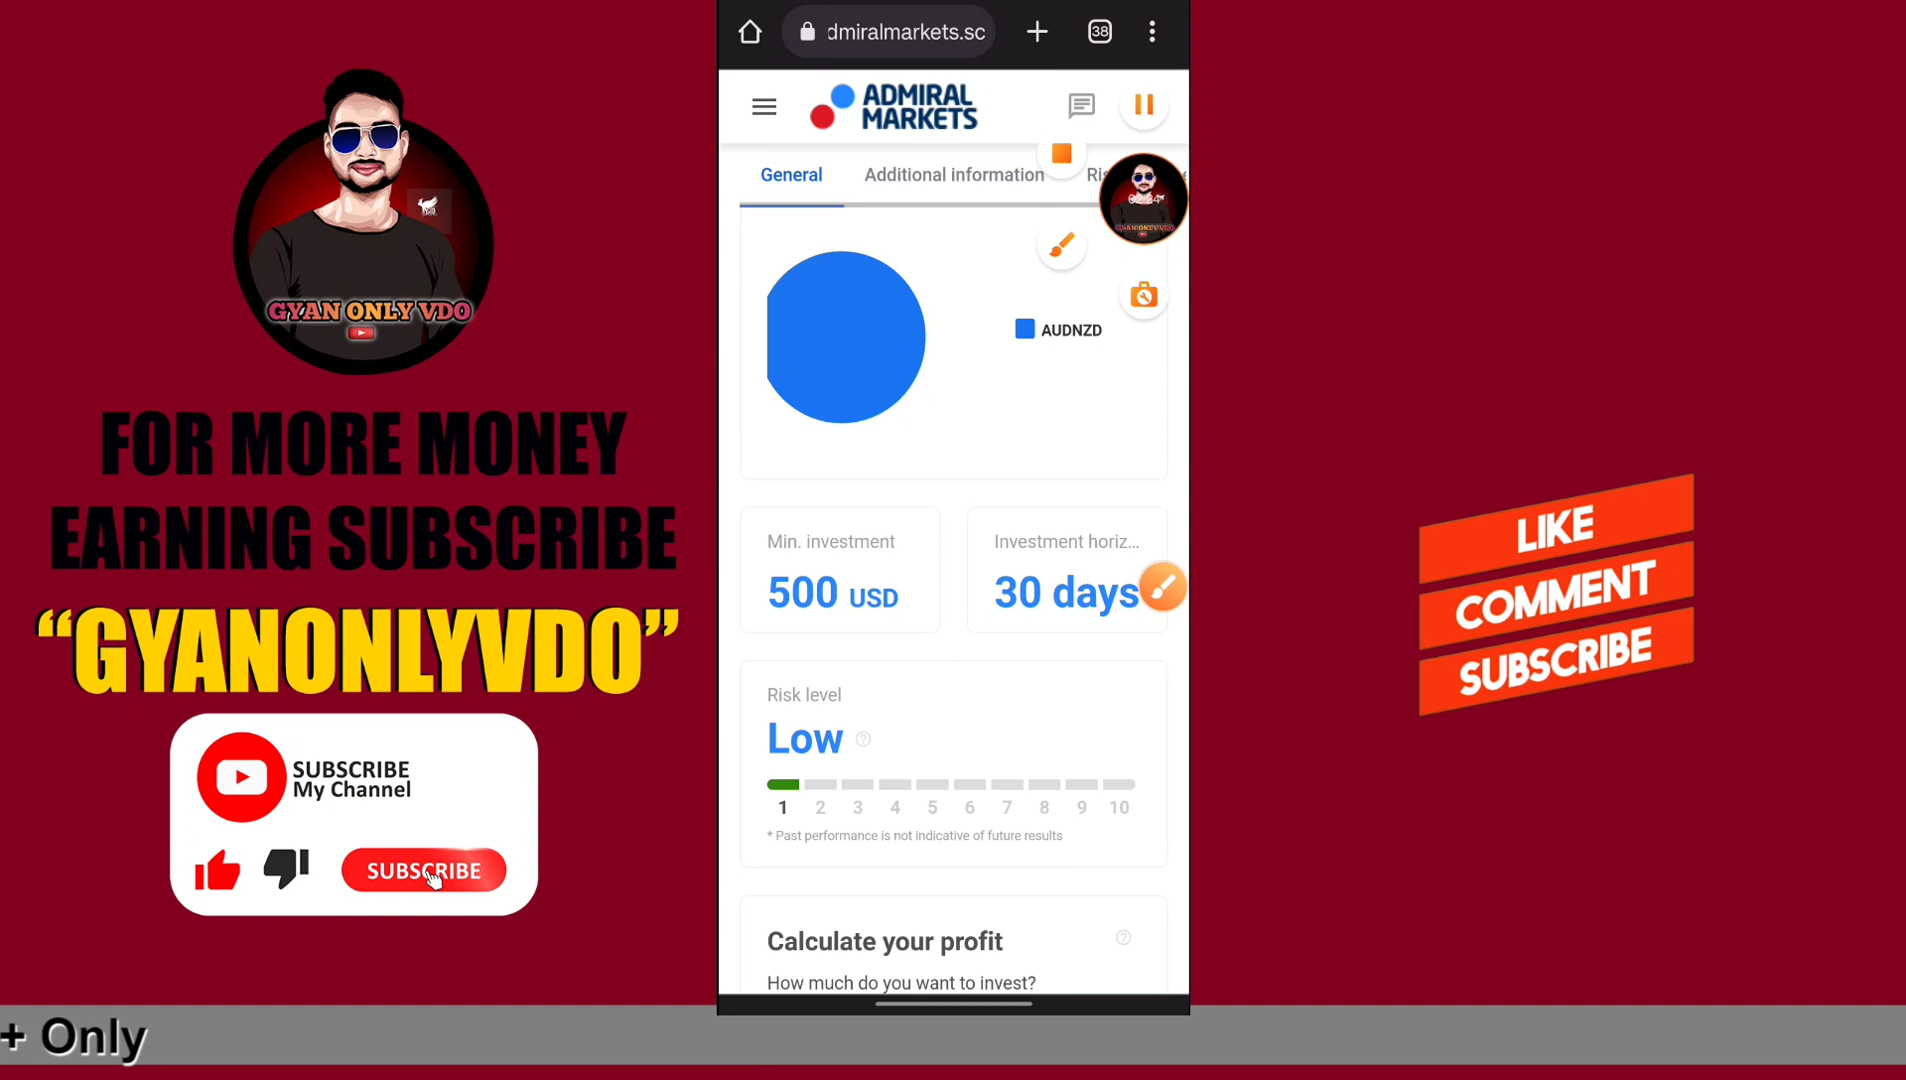 GYAN ONLY VDO
FOR MORE MONEY
EARNING SUBSCRIBE
“GYANONLYVDO”
SUBSCRIBE
My Channel
SUBSCRIBE
+ Only
dmiralmarkets.sc
38
ADMIRAL
MARKETS
General
Additional information
AUDNZD
Min. investment
500 USD
Investment horiz...
30 days
Risk level
Low
1 2 3 4 5 6 7 8 9 10
* Past performance is not indicative of future results
Calculate your profit
How much do you want to invest?
LIKE
COMMENT
SUBSCRIBE